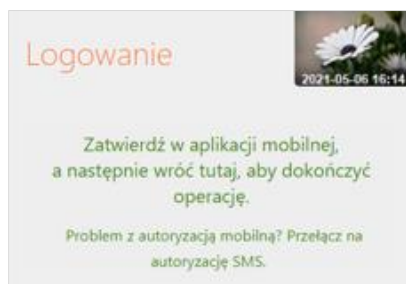 Logowanie
2021-05-06 16:14
Zatwierdź w aplikacji mobilnej,
a następnie wróć tutaj, aby dokończyć
operację.
Problem z autoryzacją mobilną? Przełącz na
autoryzację SMS.